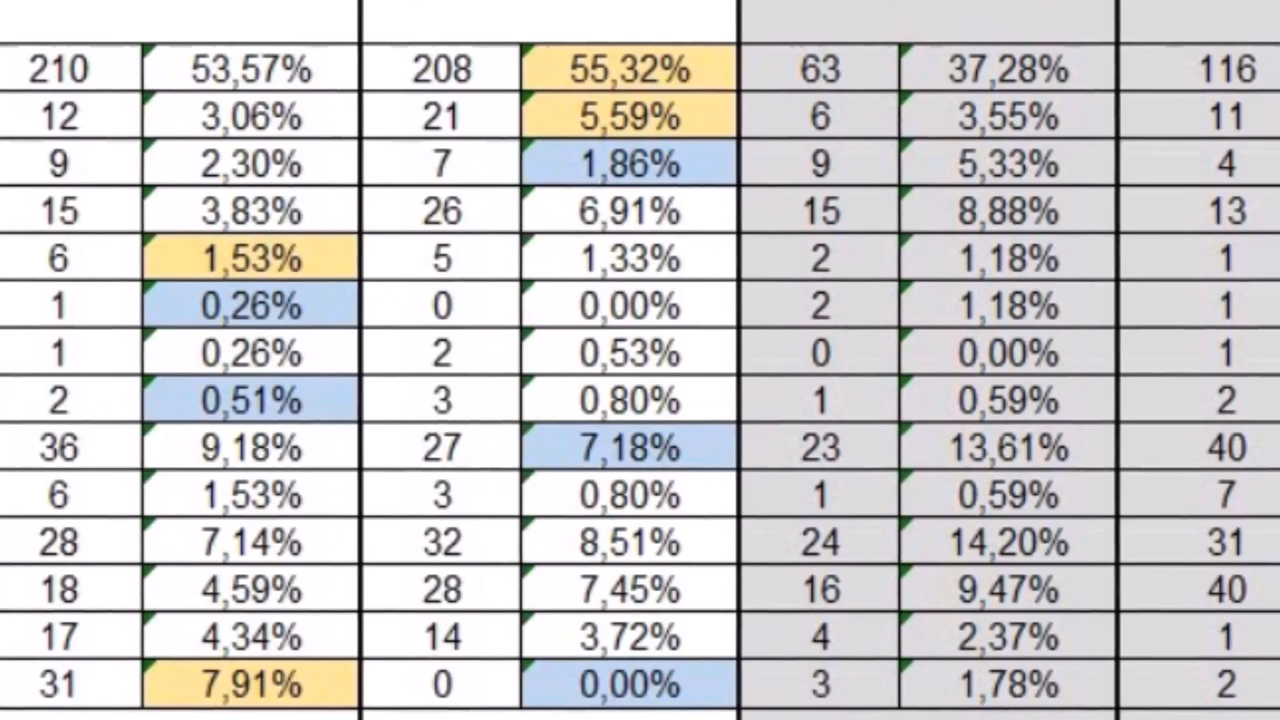 210 53,57% 208 55,32% 63 37,28% 116
12 3,06% 21 5,59% 6 3,55% 11
9 2,30% 7 1,86% 9 5,33% 4
15 3,83% 26 6,91% 15 8,88% 13
6 1,53% 5 1,33% 2 1,18% 1
1 0,26% 0 0,00% 2 1,18% 1
1 0,26% 2 0,53% 0 0,00% 1
2 0,51% 3 0,80% 1 0,59% 2
36 9,18% 27 7,18% 23 13,61% 40
6 1,53% 3 0,80% 1 0,59% 7
28 7,14% 32 8,51% 24 14,20% 31
18 4,59% 28 7,45% 16 9,47% 40
17 4,34% 14 3,72% 4 2,37% 1
31 7,91% 0 0,00% 3 1,78% 2